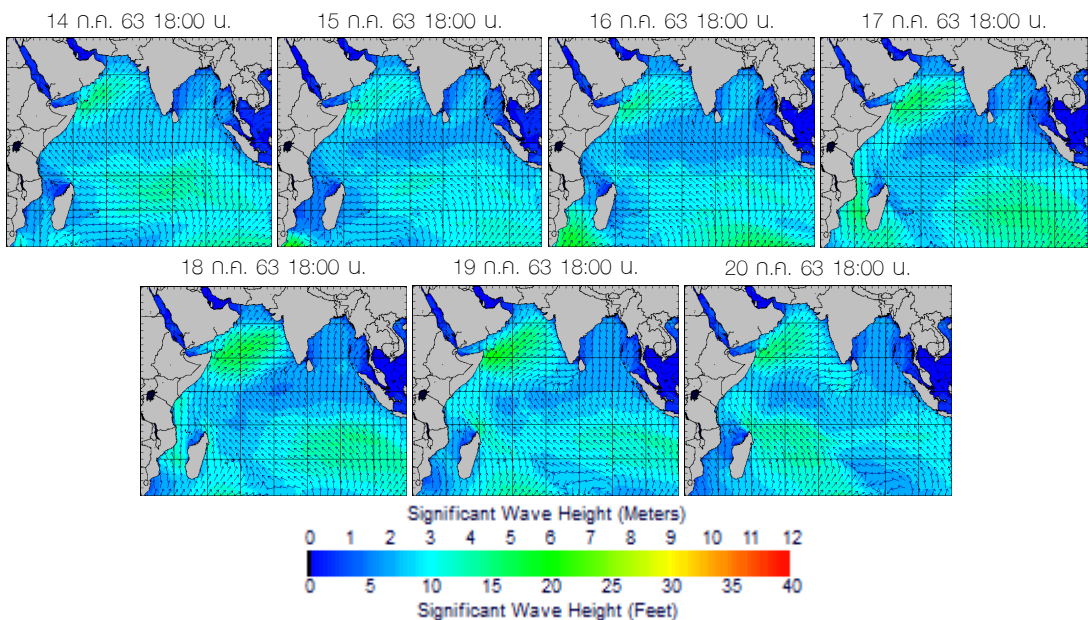 14 ก.ค. 63 18:00 น.
15 ก.ค. 63 18:00 น.
16 ก.ค. 63 18:00 น.
17 ก.ค. 63 18:00 น.
18 ก.ค. 63 18:00 น.
19 ก.ค. 63 18:00 น.
20 ก.ค. 63 18:00 น.
Significant Wave Height (Meters)
0 1 2 3 4 5 6 7 8 9 10 11 12
0 5 10 15 20 25 30 35 40
Significant Wave Height (Feet)